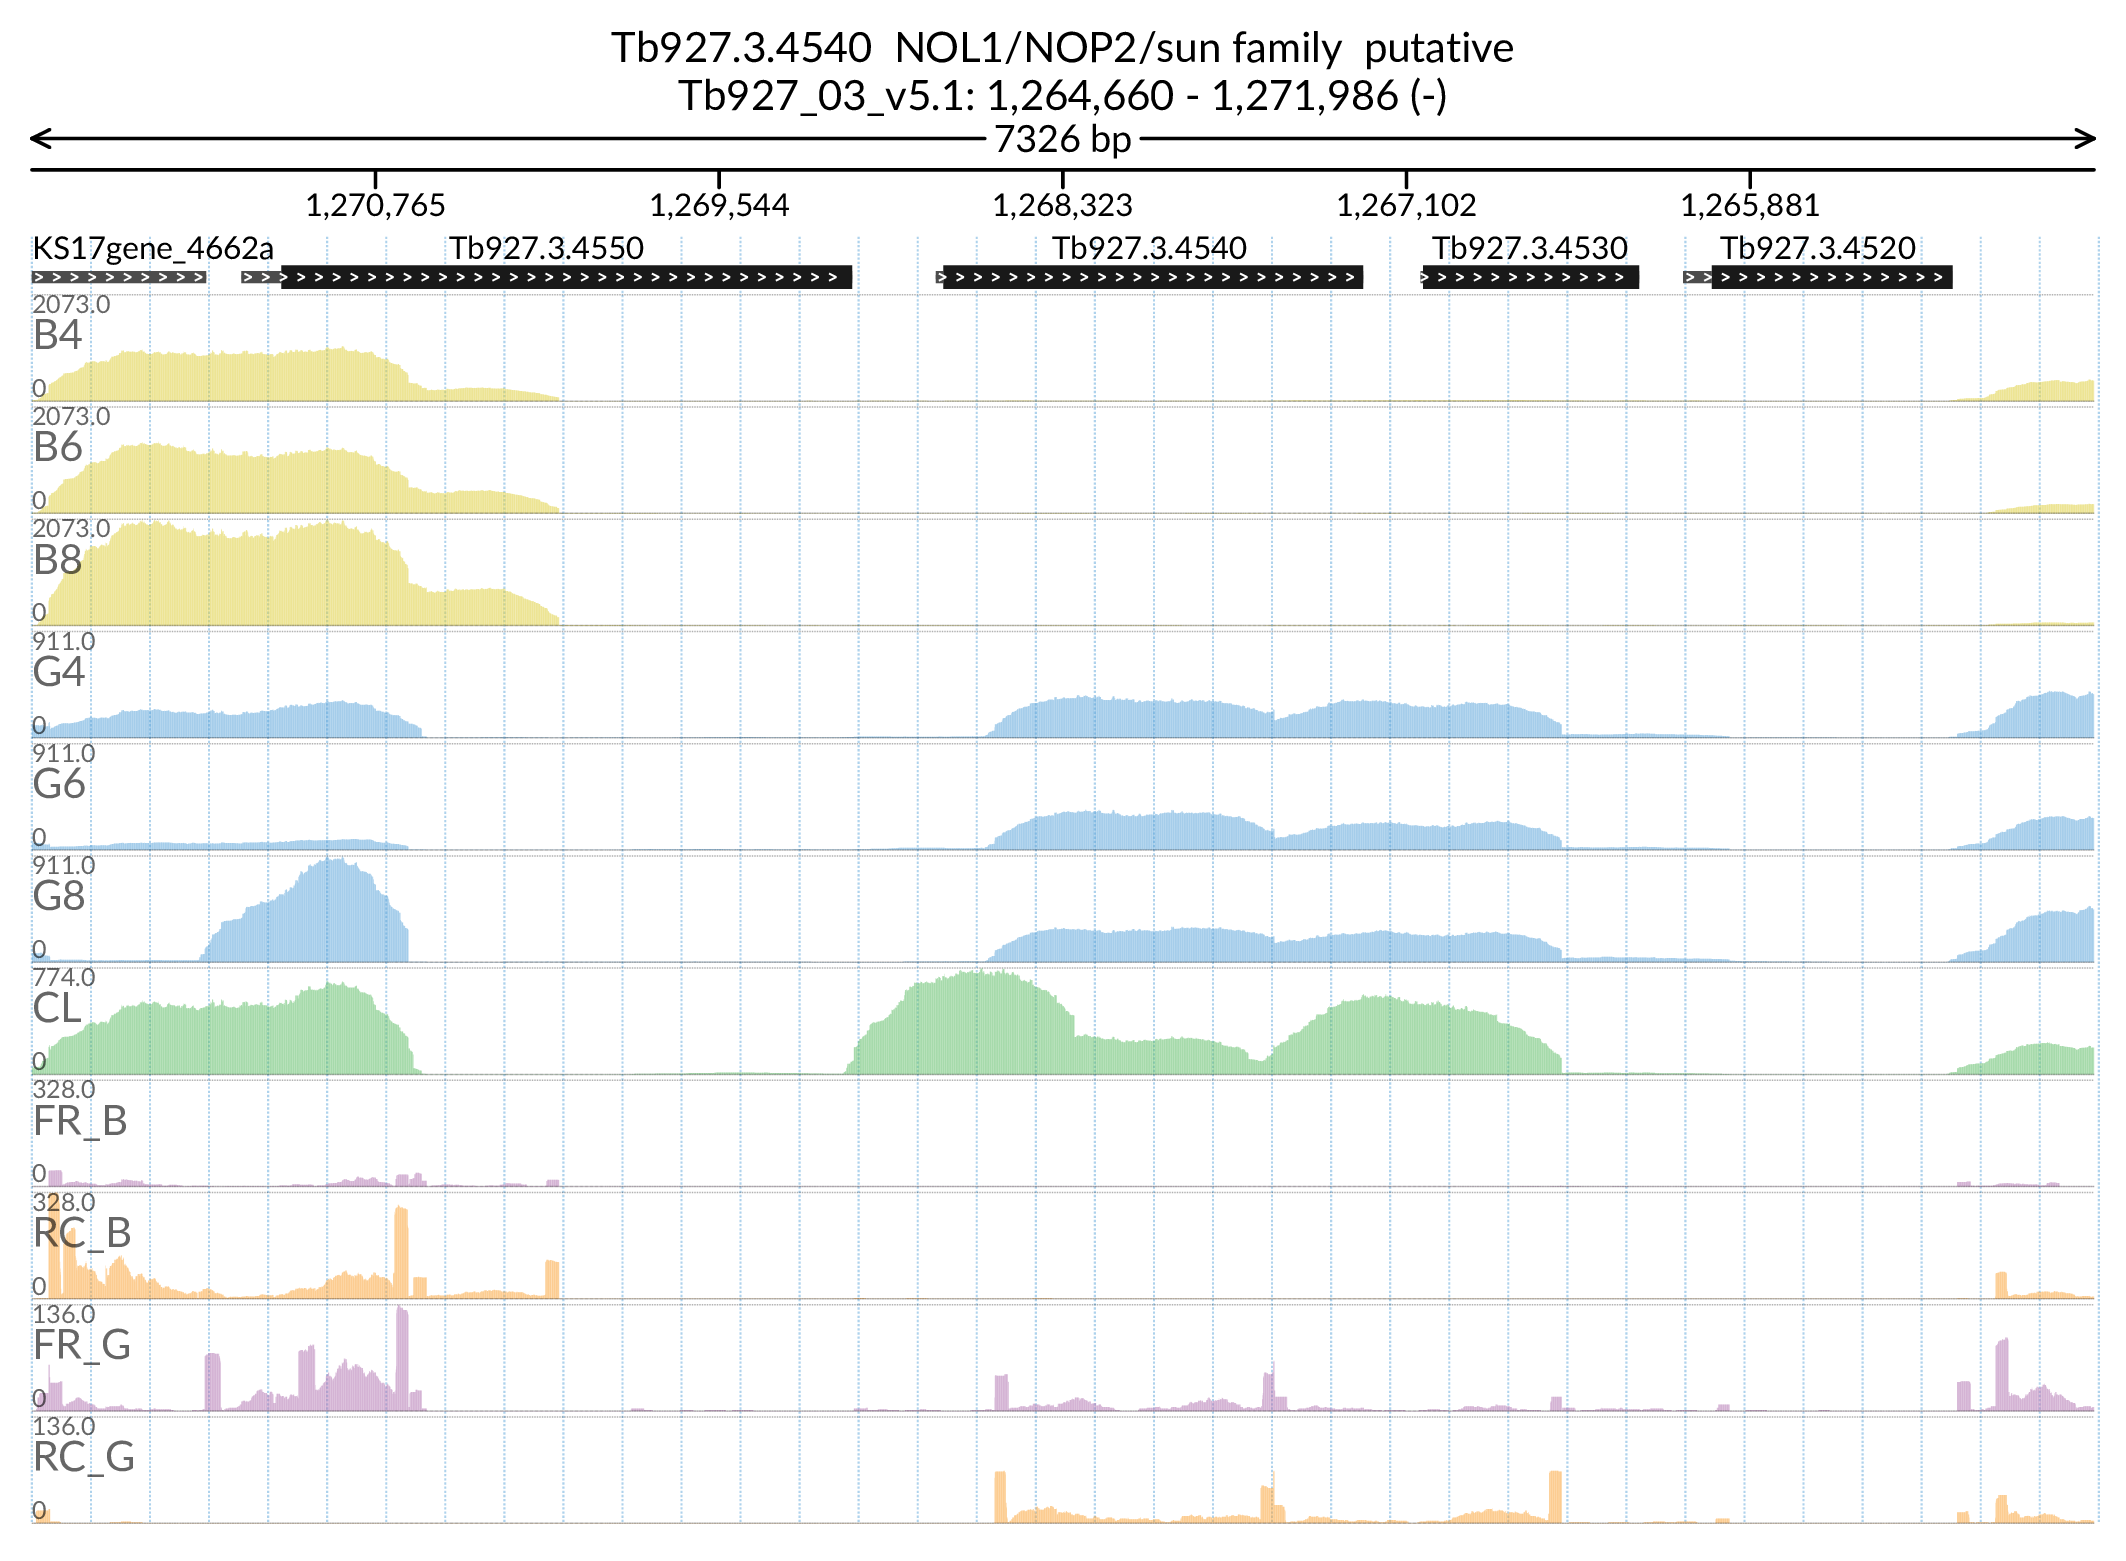 Tb927.3.4540  NOL1/NOP2/sun family  putative
Tb927_03_v5.1: 1,264,660 - 1,271,986 (-)
7326 bp
1,270,765 1,269,544 1,268,323 1,267,102 1,265,881
KS17gene_4662a Tb927.3.4550 Tb927.3.4540 Tb927.3.4530 Tb927.3.4520
2073.0
B4
0
2073.0
B6
0
2073.0
B8
0
911.0
G4
0
911.0
G6
0
911.0
G8
0
774.0
CL
0
328.0
FR_B
0
328.0
RC_B
0
136.0
FR_G
0
136.0
RC_G
0